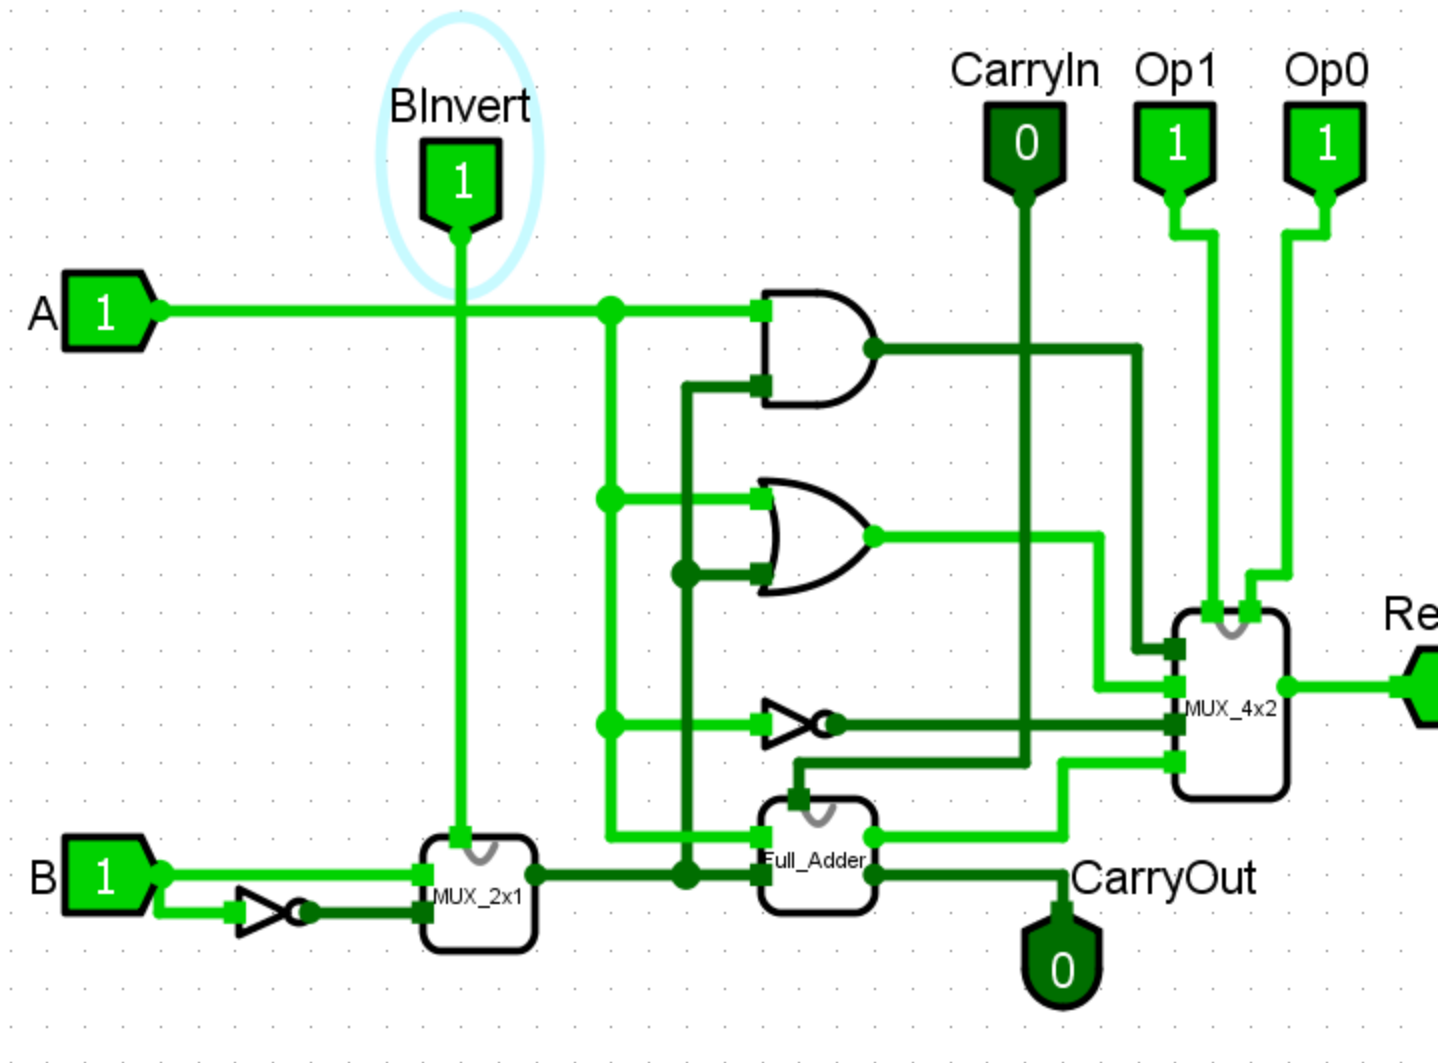 CarryIn Op1 Op0
BInvert
0 1 1
1
A 1
Re
MUX_4x2
Full_Adder
B 1
MUX_2x1
CarryOut
0